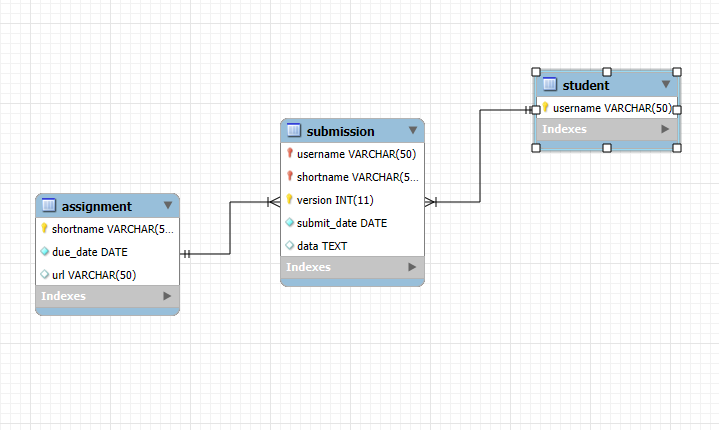 assignment
shortname VARCHAR(5...
due_date DATE
url VARCHAR(50)
Indexes
submission
username VARCHAR(50)
shortname VARCHAR(5...
version INT(11)
submit_date DATE
data TEXT
Indexes
student
username VARCHAR(50)
Indexes